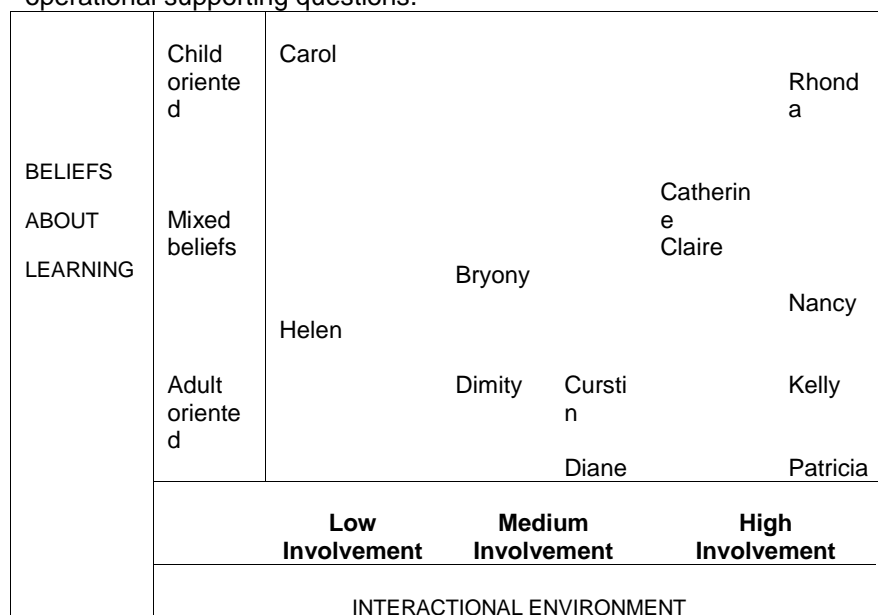 operational supporting questions.
Child Carol
oriente Rhond
d a
BELIEFS
Catherin
ABOUT Mixed e
beliefs Claire
LEARNING Bryony
Nancy
Helen
Adult Dimity Cursti Kelly
oriente n
d
Diane Patricia
Low Medium High
Involvement Involvement Involvement
INTERACTIONAL ENVIRONMENT